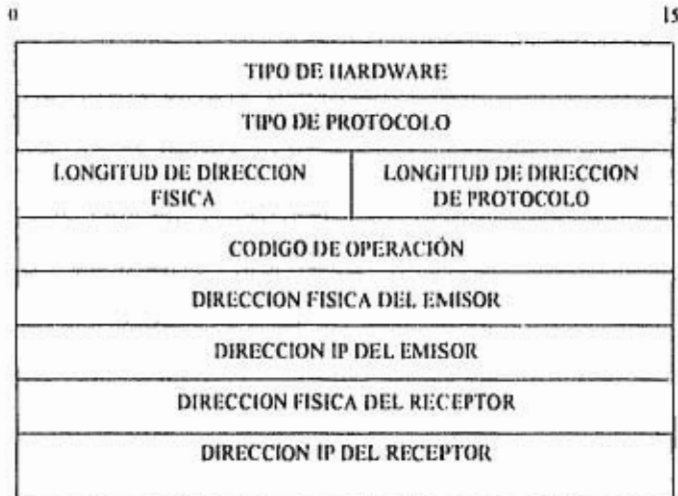 0 15
TIPO DE HARDWARE
TIPO DE PROTOCOLO
LONGITUD DE DIRECCION
FISICA
LONGITUD DE DIRECCION
DE PROTOCOLO
CODIGO DE OPERACIÓN
DIRECCION FISICA DEL EMISOR
DIRECCION IP DEL EMISOR
DIRECCION FISICA DEL RECEPTOR
DIRECCION IP DEL RECEPTOR